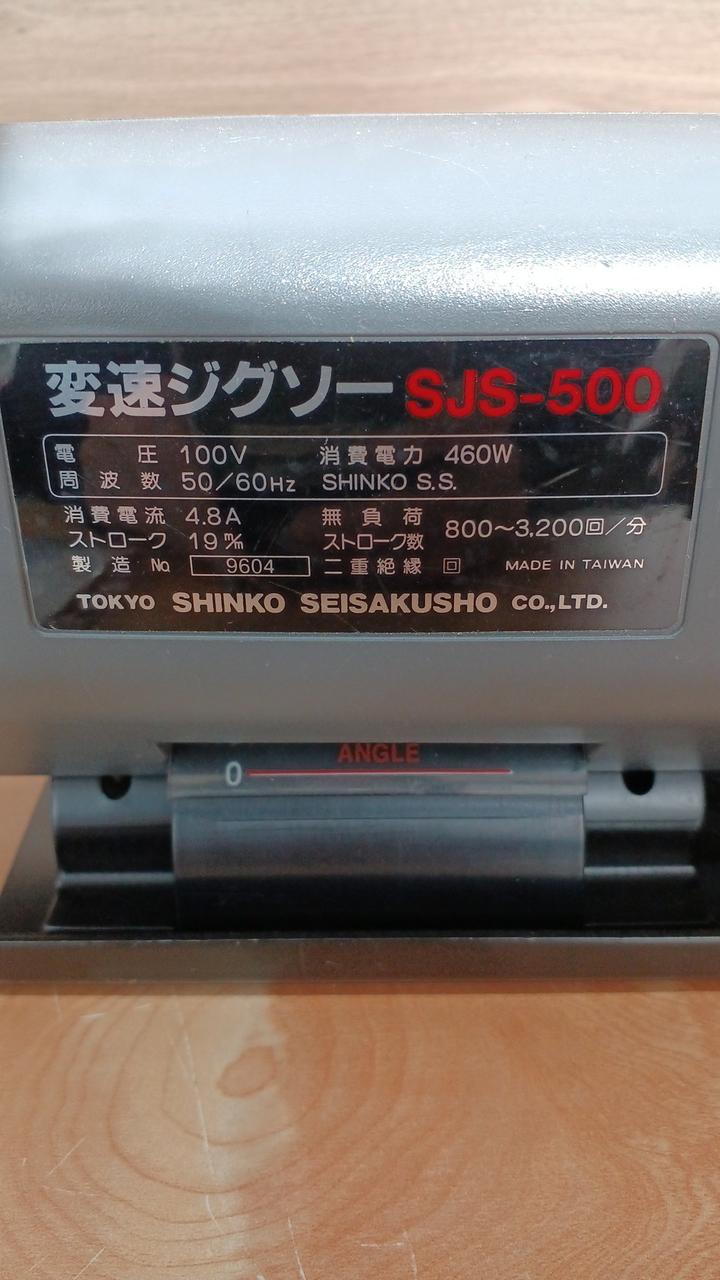 変速ジグソー SJS-500
電圧 100V 消費電力 460W
周波数 50/60Hz SHINKO S.S.
消費電流 4.8A 無負荷
ストローク 19m/m ストローク数 800～3,200回/分
製造 No 9604 二重絶縁 回 MADE IN TAIWAN
TOKYO SHINKO SEISAKUSHO CO.,LTD.
ANGLE
0